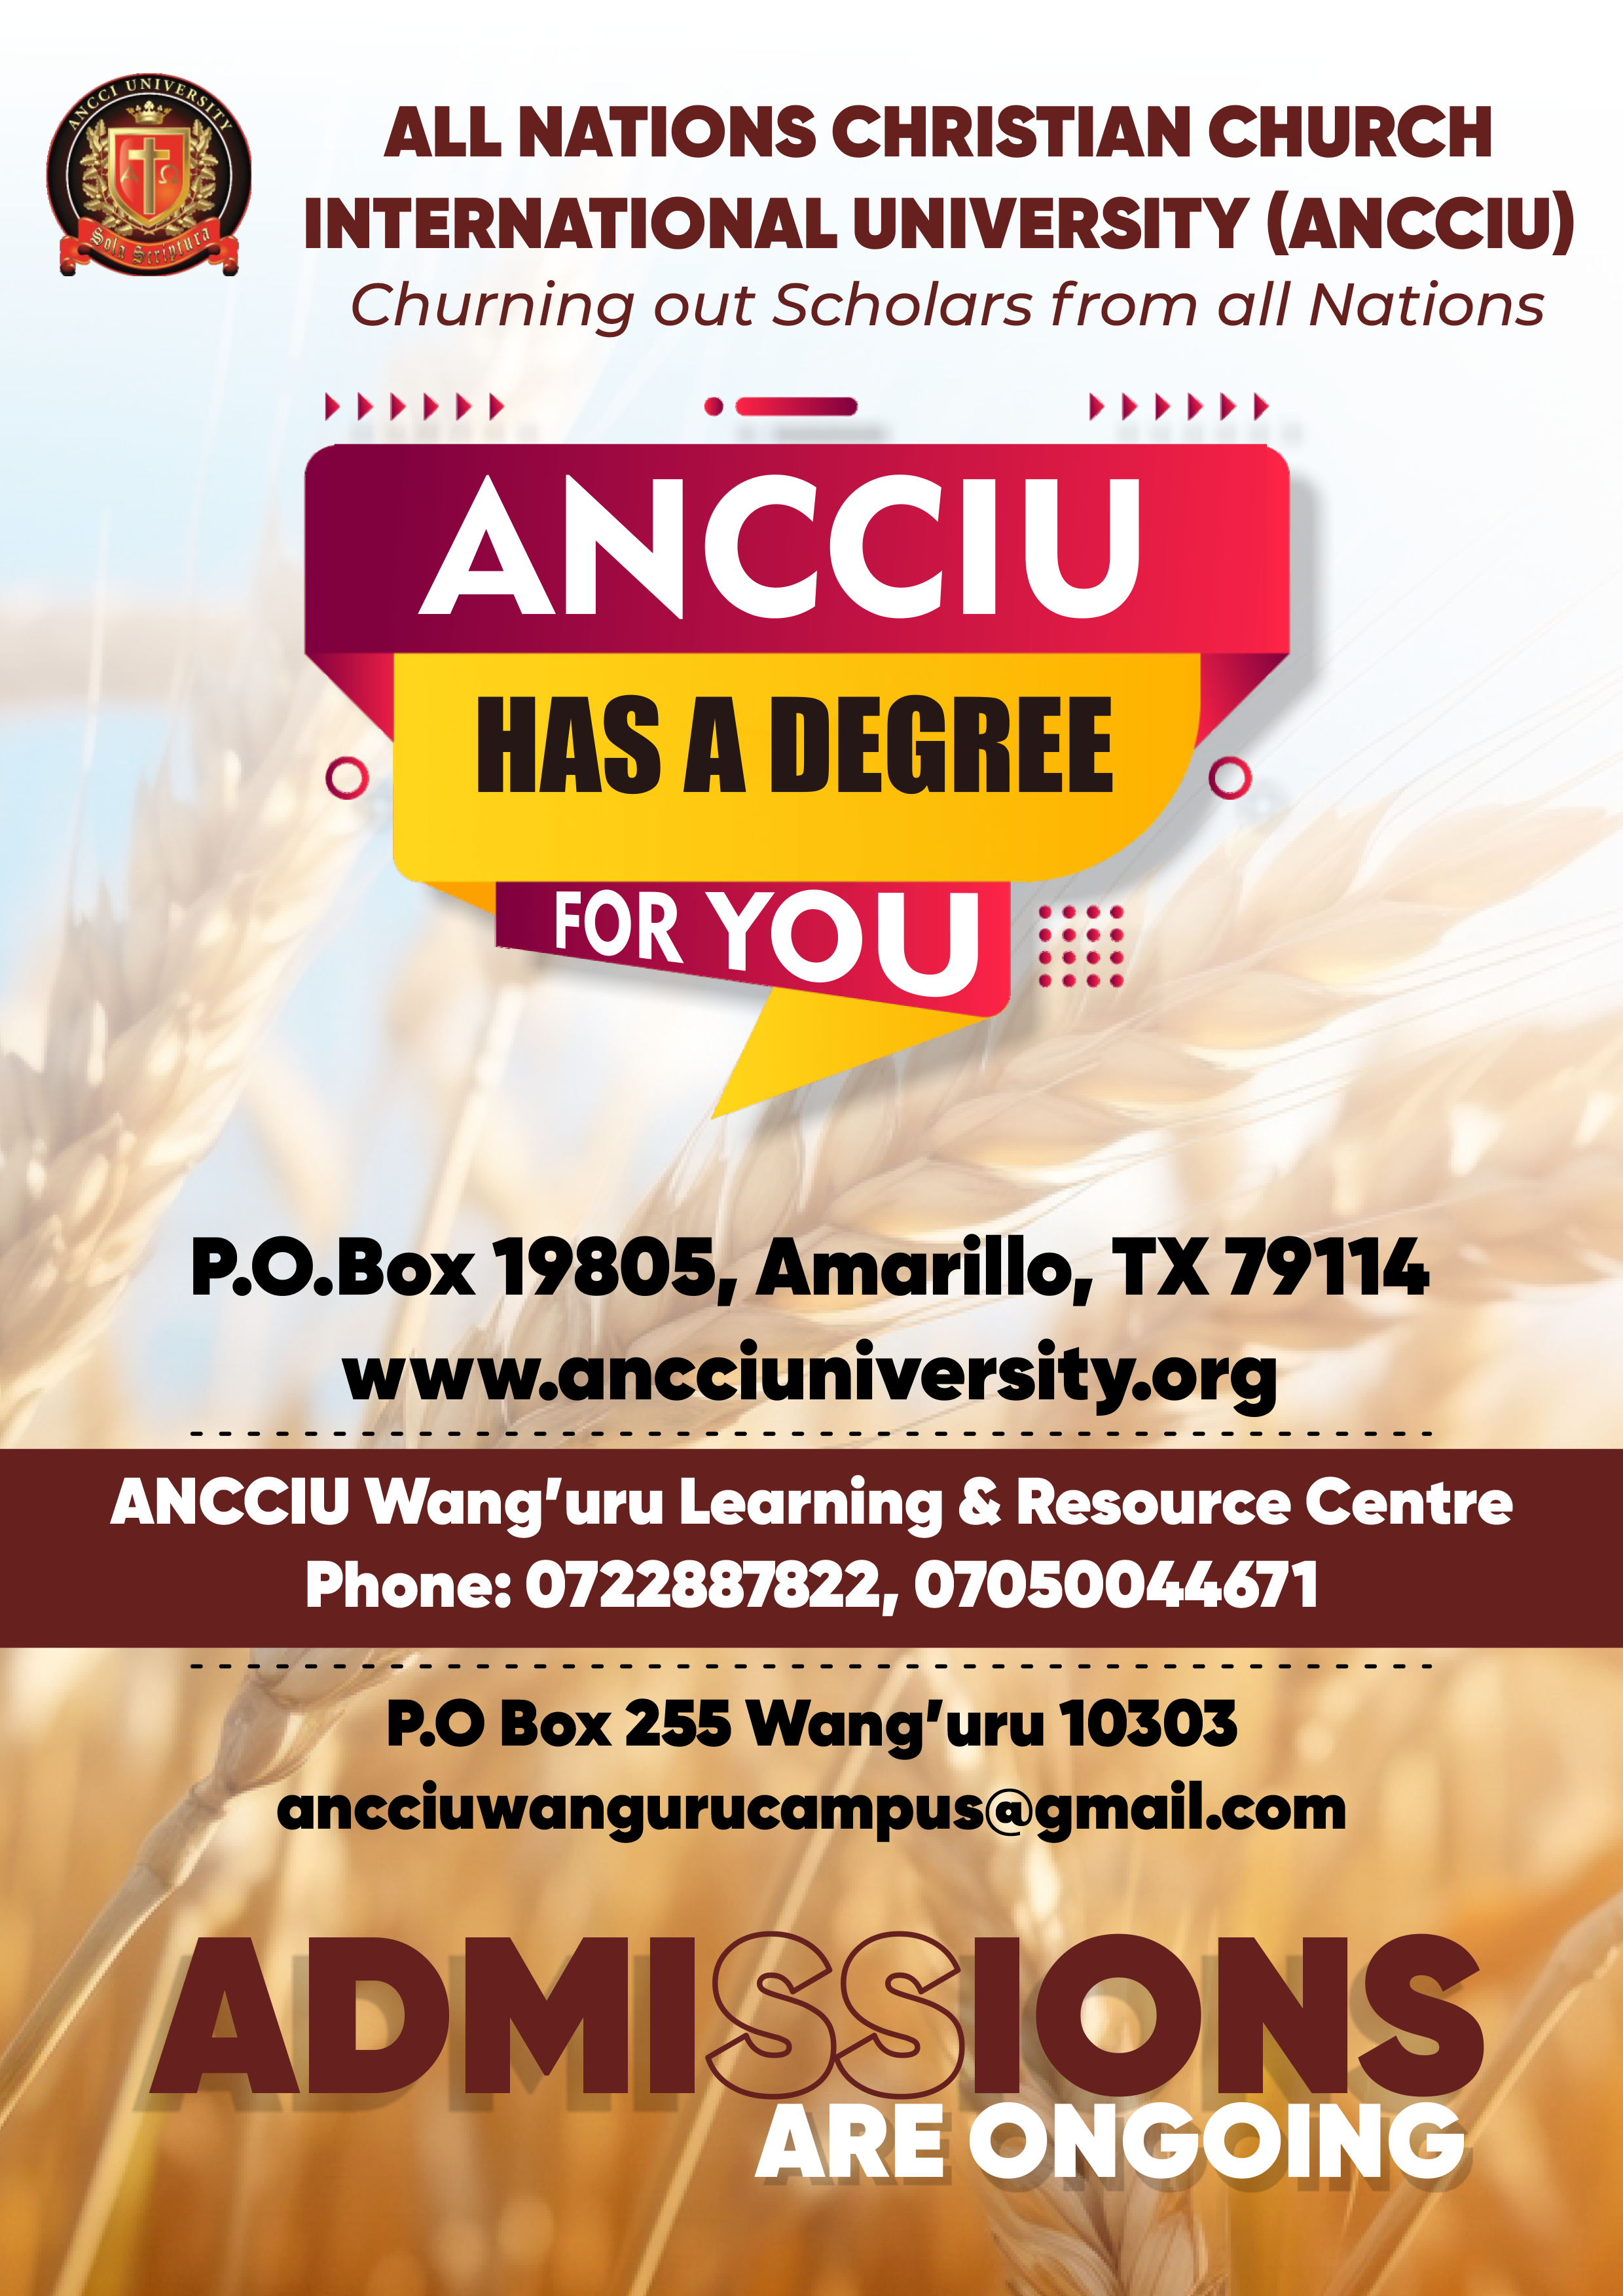 ANCCI UNIVERSITY
Α Ω
Sola Scriptura
ALL NATIONS CHRISTIAN CHURCH
INTERNATIONAL UNIVERSITY (ANCCIU)
Churning out Scholars from all Nations
ANCCIU
HAS A DEGREE
FOR YOU
P.O.Box 19805, Amarillo, TX 79114
www.ancciuniversity.org
ANCCIU Wang’uru Learning & Resource Centre
Phone: 0722887822, 07050044671
P.O Box 255 Wang’uru 10303
ancciuwangurucampus@gmail.com
ADMISSIONS
ARE ONGOING